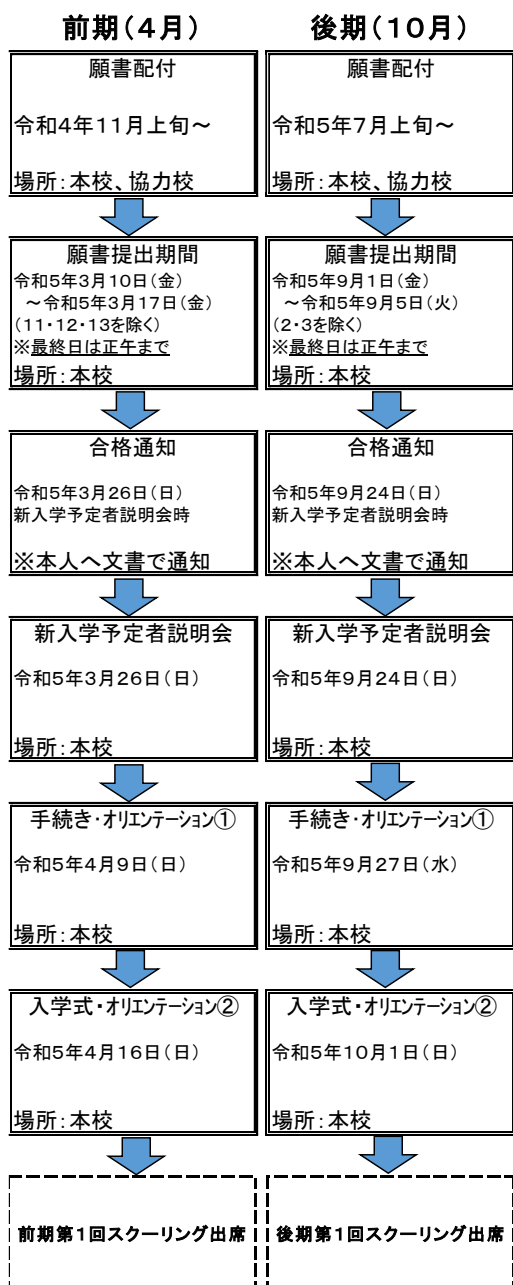 前期(4月)
願書配付
令和4年11月上旬~
場所:本校、協力校
願書提出期間
令和5年3月10日(金)
~令和5年3月17日(金)
(11・12・13を除く)
※最終日は正午まで
場所:本校
合格通知
令和5年3月26日(日)
新入学予定者説明会時
※本人へ文書で通知
新入学予定者説明会
令和5年3月26日(日)
場所:本校
手続き・オリエンテーション①
令和5年4月9日(日)
場所:本校
入学式・オリエンテーション②
令和5年4月16日(日)
場所:本校
前期第1回スクーリング出席
後期(10月)
願書配付
令和5年7月上旬~
場所:本校、協力校
願書提出期間
令和5年9月1日(金)
~令和5年9月5日(火)
(2・3を除く)
※最終日は正午まで
場所:本校
合格通知
令和5年9月24日(日)
新入学予定者説明会時
※本人へ文書で通知
新入学予定者説明会
令和5年9月24日(日)
場所:本校
手続き・オリエンテーション①
令和5年9月27日(水)
場所:本校
入学式・オリエンテーション②
令和5年10月1日(日)
場所:本校
後期第1回スクーリング出席